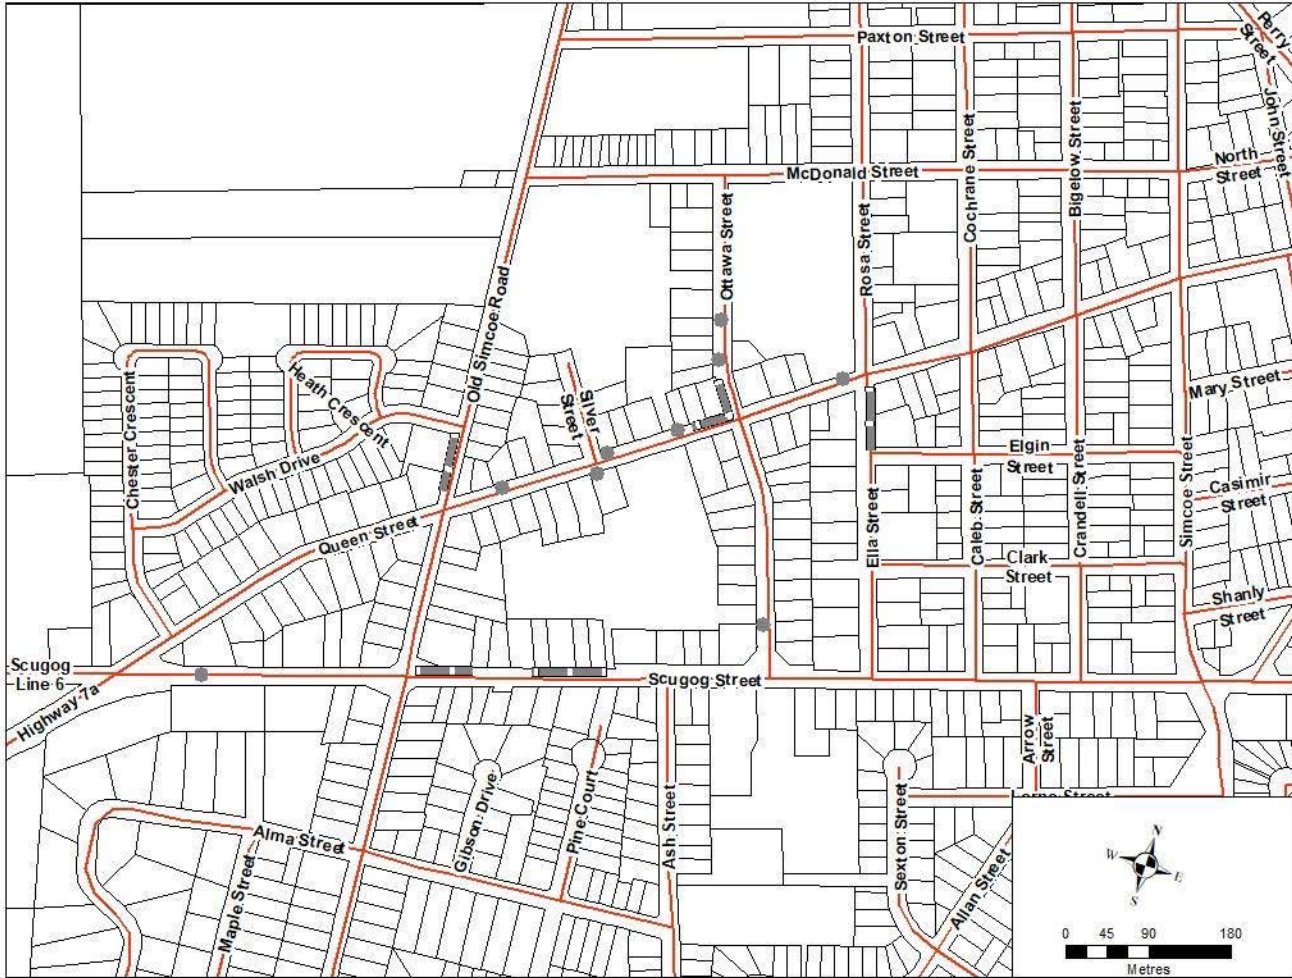 Paxton Street
Perry
Street
John Street
McDonald Street
North
Street
Cochrane Street
Bigelow Street
Ottawa Street
Rosa Street
Old Simcoe Road
Heath Crescent
Chester Crescent
Silver
Street
Mary Street
Walsh Drive
Elgin
Street
Casimir
Street
Queen Street
Ella Street
Caleb Street
Crandell Street
Simcoe Street
Clark
Street
Shanly
Street
Scugog
Line 6
Highway 7a
Scugog Street
Arrow
Street
Lorne Street
Gibson Drive
Pine Court
Ash Street
Sexton Street
Allan Street
Alma Street
Maple Street
N
W
E
S
0 45 90 180
Metres